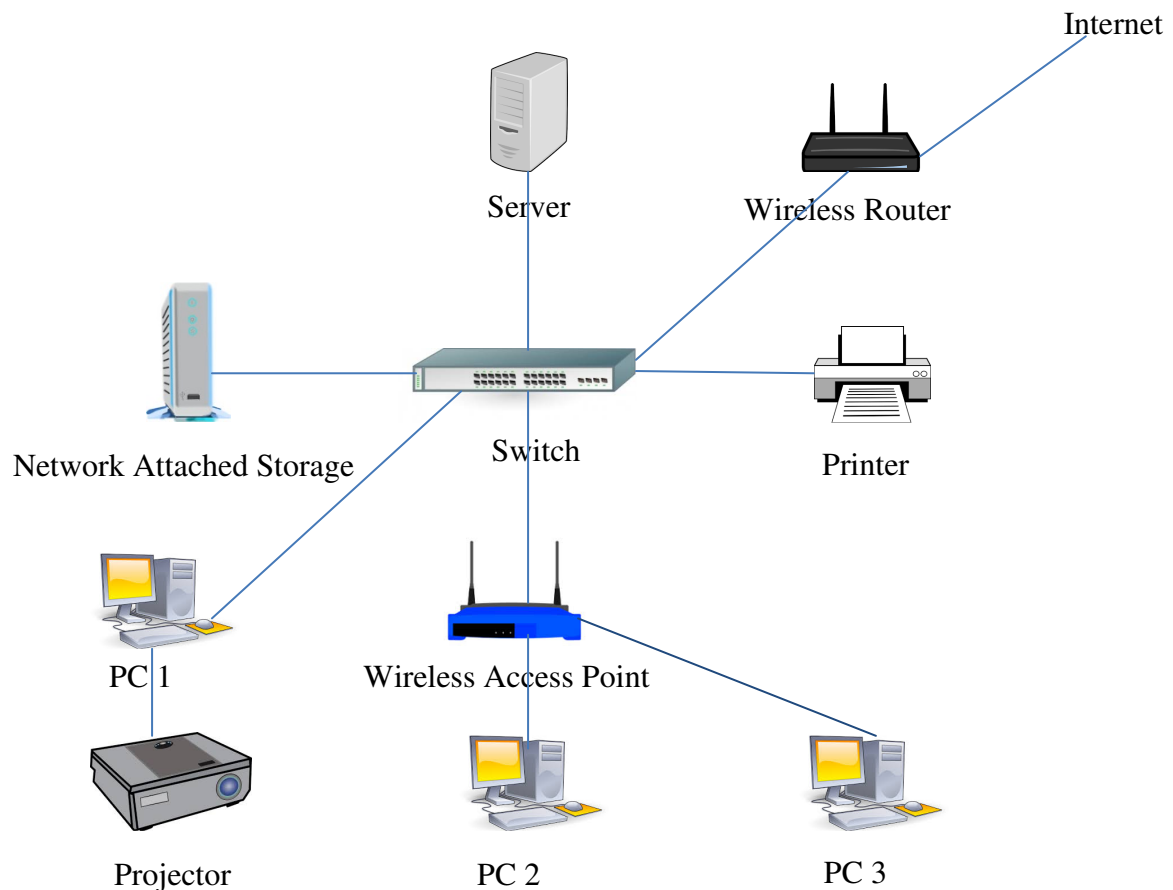 Internet
Server
Wireless Router
Network Attached Storage
Switch
Printer
PC 1
Wireless Access Point
Projector
PC 2
PC 3